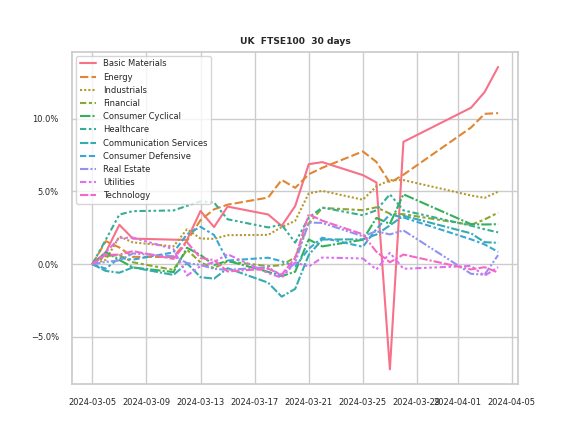 UK FTSE100 30 days
Basic Materials
Energy
Industrials
Financial
Consumer Cyclical
Healthcare
Communication Services
Consumer Defensive
Real Estate
Utilities
Technology
10.0%
5.0%
0.0%
−5.0%
2024-03-05 2024-03-09 2024-03-13 2024-03-17 2024-03-21 2024-03-25 2024-03-29 2024-04-01 2024-04-05